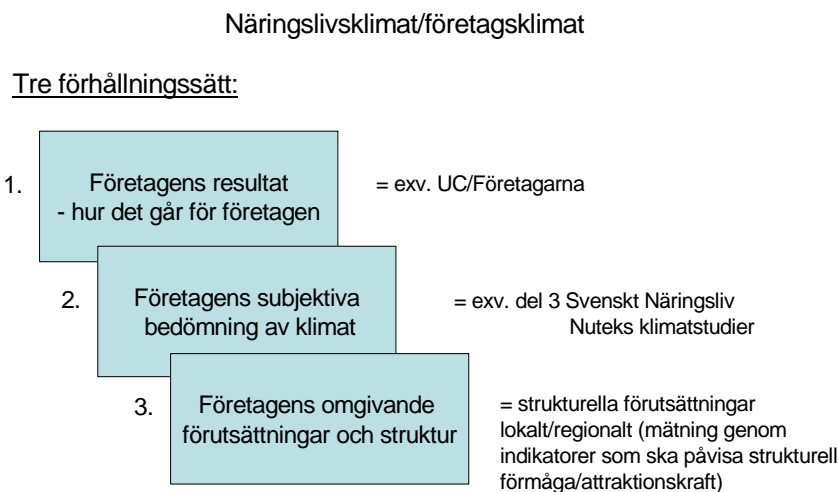 Näringslivsklimat/företagsklimat
Tre förhållningssätt:
1.
Företagens resultat
- hur det går för företagen
= exv. UC/Företagarna
2.
Företagens subjektiva
bedömning av klimat
= exv. del 3 Svenskt Näringsliv
Nuteks klimatstudier
3.
Företagens omgivande
förutsättningar och struktur
= strukturella förutsättningar
lokalt/regionalt (mätning genom
indikatorer som ska påvisa strukturell
förmåga/attraktionskraft)